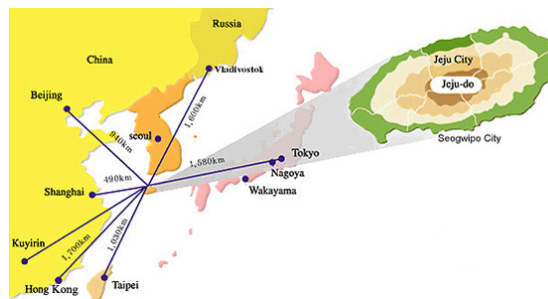 Russia
China
Vladivostok
Jeju City
Jeju-do
Beijing
seoul
940km
1,600km
Seogwipo City
1,580km
Tokyo
Nagoya
490km
Shanghai
Wakayama
1,030km
1,700km
Kuyirin
Hong Kong
Taipei